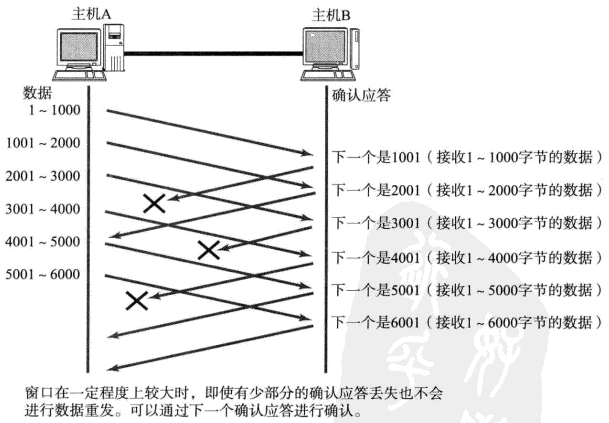 主机A
主机B
数据
确认应答
1～1000
1001～2000
2001～3000
3001～4000
4001～5000
5001～6000
下一个是1001（接收1～1000字节的数据）
下一个是2001（接收1～2000字节的数据）
下一个是3001（接收1～3000字节的数据）
下一个是4001（接收1～4000字节的数据）
下一个是5001（接收1～5000字节的数据）
下一个是6001（接收1～6000字节的数据）
窗口在一定程度上较大时，即使有少部分的确认应答丢失也不会
进行数据重发。可以通过下一个确认应答进行确认。